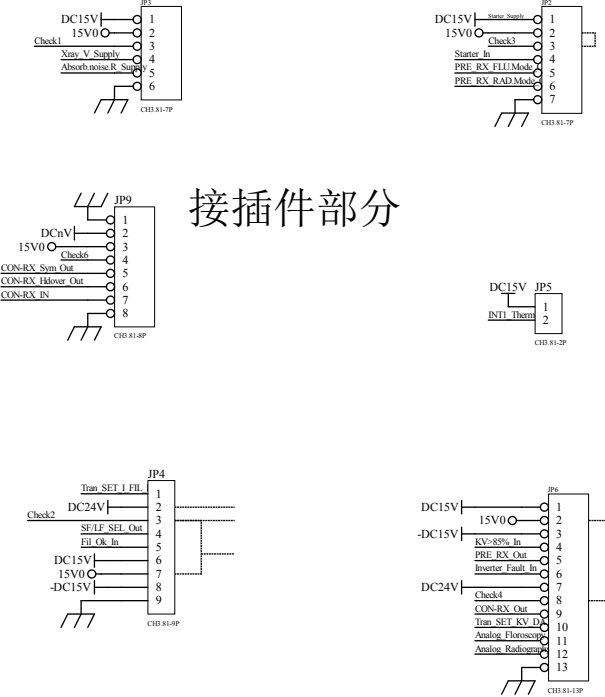 JP3
DC15V 1
15V0 2
Check1 3
Xray_V_Supply 4
Absorb.noise.R_Supply 5
6
CH3.81-7P
JP2
DC15V Starter_Supply 1
15V0 2
Check3 3
Starter_In 4
PRE_RX_FLU.Mode 5
PRE_RX_RAD.Mode 6
7
CH3.81-7P
接插件部分
JP9
1
DCnV 2
15V0 3
Check6 4
CON-RX_Sym_Out 5
CON-RX_Hdover_Out 6
CON-RX_IN 7
8
CH3.81-8P
DC15V JP5
1
INT1_Therm 2
CH3.81-2P
JP4
Tran_SET_I_FIL 1
DC24V 2
Check2 3
SF/LF_SEL_Out 4
Fil_Ok_In 5
DC15V 6
15V0 7
-DC15V 8
9
CH3.81-9P
JP6
DC15V 1
15V0 2
-DC15V 3
KV>85%_In 4
PRE_RX_Out 5
Inverter_Fault_In 6
DC24V 7
Check4 8
CON-RX_Out 9
Tran_SET_KV_DA 10
Analog_Floroscopy 11
Analog_Radiography 12
13
CH3.81-13P